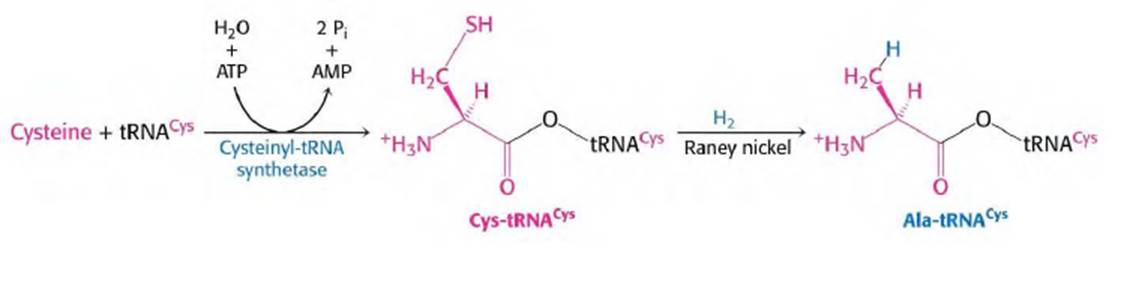 H₂O
+
ATP
2 Pᵢ
+
AMP
Cysteine + tRNAᶜʸˢ
Cysteinyl-tRNA
synthetase
SH
H₂C
H
⁺H₃N
O
O
tRNAᶜʸˢ
Cys-tRNAᶜʸˢ
H₂
Raney nickel
H
H₂C
H
⁺H₃N
O
O
tRNAᶜʸˢ
Ala-tRNAᶜʸˢ